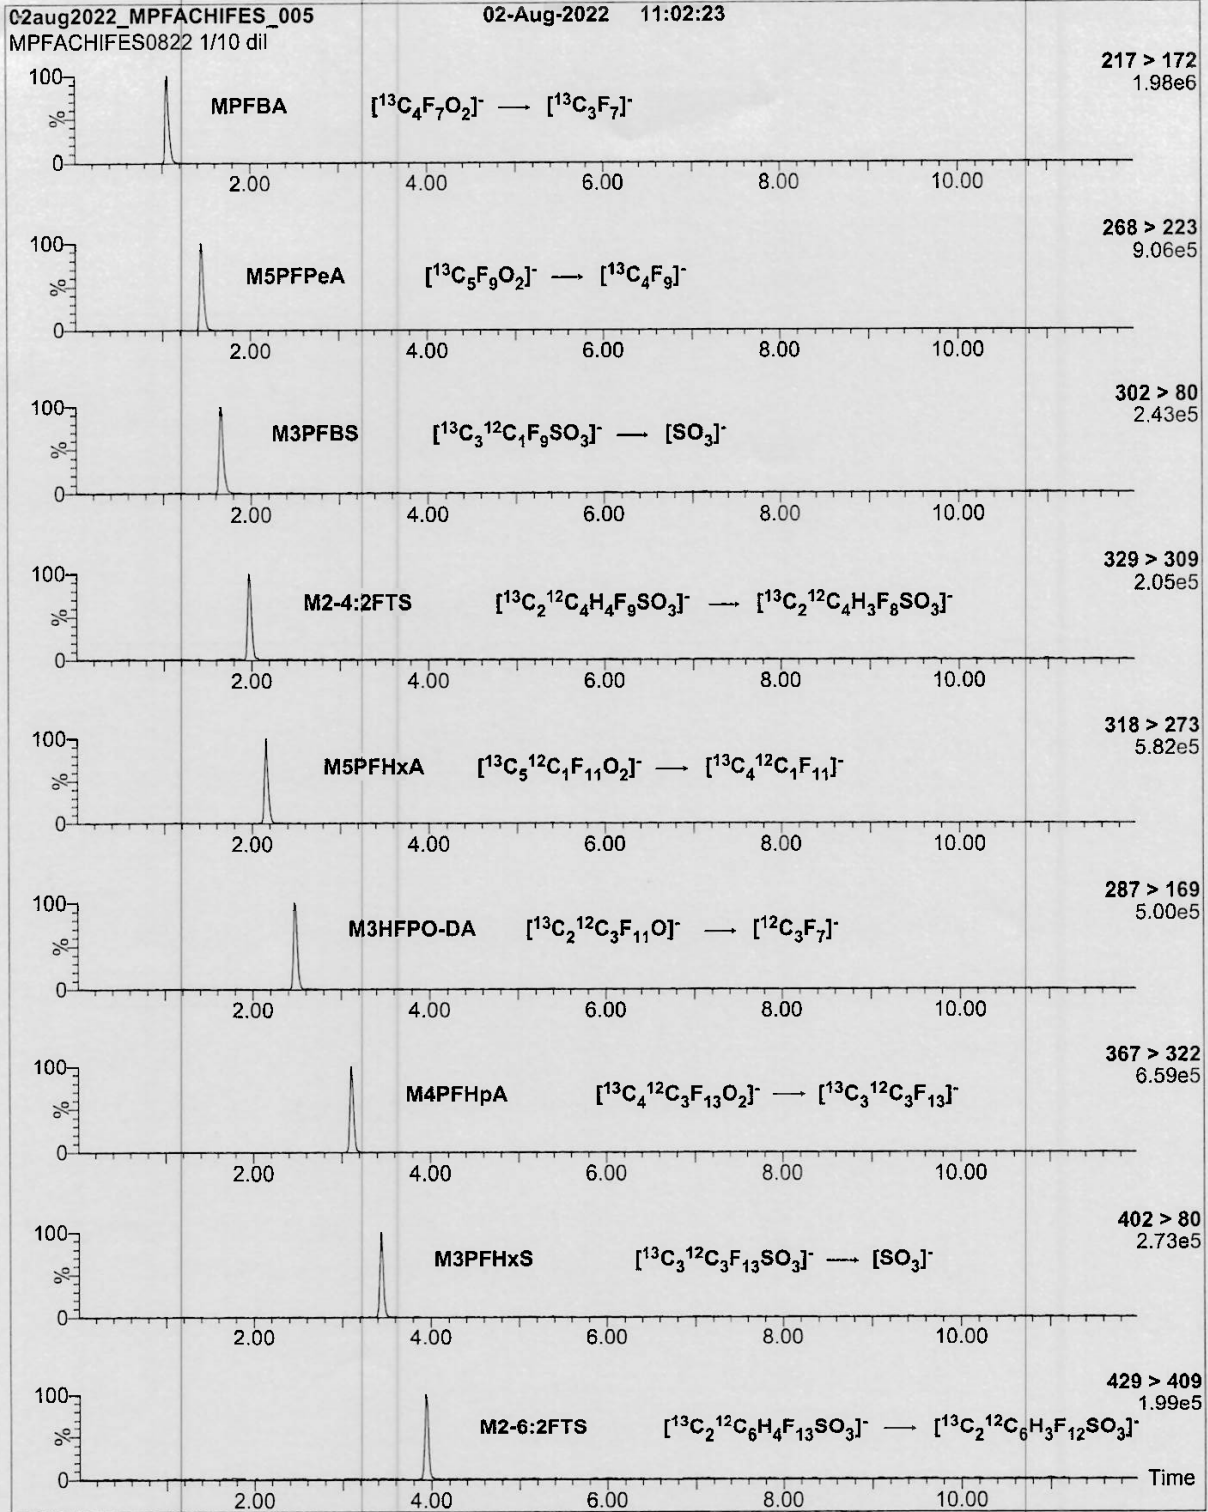 02aug2022_MPFACHIFES_005 02-Aug-2022 11:02:23
MPFACHIFES0822 1/10 dil
217 > 172
1.98e6
100
MPFBA [¹³C₄F₇O₂]⁻ → [¹³C₃F₇]⁻
%
0
2.00 4.00 6.00 8.00 10.00
268 > 223
9.06e5
100
M5PFPeA [¹³C₅F₉O₂]⁻ → [¹³C₄F₉]⁻
%
0
2.00 4.00 6.00 8.00 10.00
302 > 80
2.43e5
100
M3PFBS [¹³C₃¹²C₁F₉SO₃]⁻ → [SO₃]⁻
%
0
2.00 4.00 6.00 8.00 10.00
329 > 309
2.05e5
100
M2-4:2FTS [¹³C₂¹²C₄H₄F₉SO₃]⁻ → [¹³C₂¹²C₄H₃F₈SO₃]⁻
%
0
2.00 4.00 6.00 8.00 10.00
318 > 273
5.82e5
100
M5PFHxA [¹³C₅¹²C₁F₁₁O₂]⁻ → [¹³C₄¹²C₁F₁₁]⁻
%
0
2.00 4.00 6.00 8.00 10.00
287 > 169
5.00e5
100
M3HFPO-DA [¹³C₂¹²C₃F₁₁O]⁻ → [¹²C₃F₇]⁻
%
0
2.00 4.00 6.00 8.00 10.00
367 > 322
6.59e5
100
M4PFHpA [¹³C₄¹²C₃F₁₃O₂]⁻ → [¹³C₃¹²C₃F₁₃]⁻
%
0
2.00 4.00 6.00 8.00 10.00
402 > 80
2.73e5
100
M3PFHxS [¹³C₃¹²C₃F₁₃SO₃]⁻ → [SO₃]⁻
%
0
2.00 4.00 6.00 8.00 10.00
429 > 409
1.99e5
100
M2-6:2FTS [¹³C₂¹²C₆H₄F₁₃SO₃]⁻ → [¹³C₂¹²C₆H₃F₁₂SO₃]⁻
%
0
Time
2.00 4.00 6.00 8.00 10.00